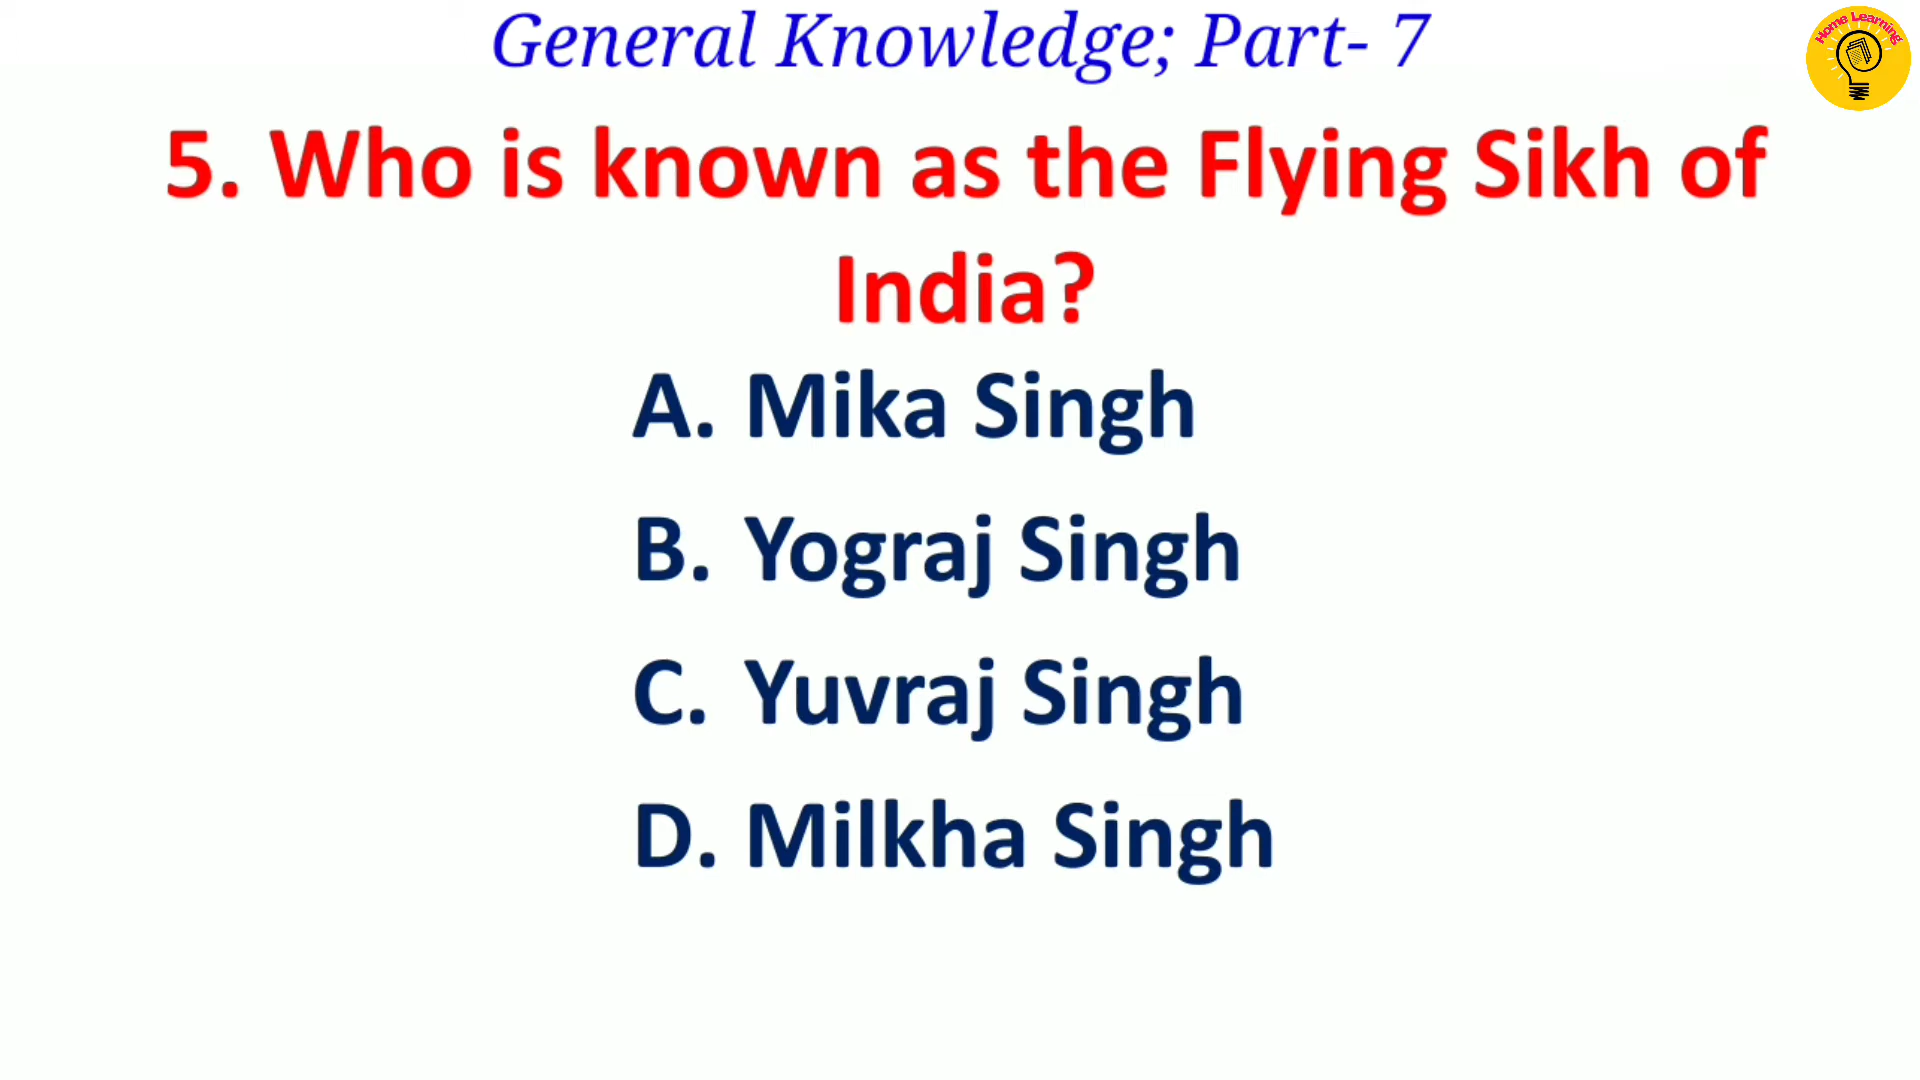 General Knowledge; Part- 7
Home Learning
5. Who is known as the Flying Sikh of
India?
A. Mika Singh
B. Yograj Singh
C. Yuvraj Singh
D. Milkha Singh